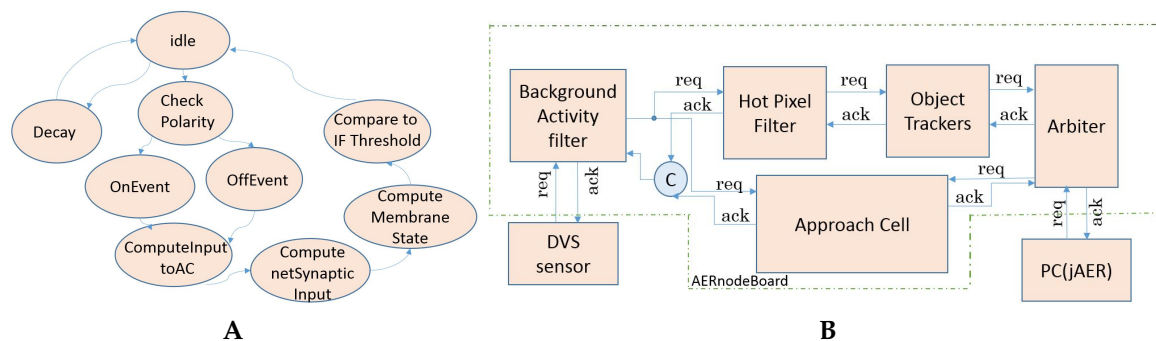 idle
Check
Polarity
Decay
OnEvent
OffEvent
Compare to
IF Threshold
ComputeInput
toAC
Compute
netSynaptic
Input
Compute
Membrane
State
A
Background
Activity
filter
req
ack
Hot Pixel
Filter
req
ack
Object
Trackers
req
ack
Arbiter
C
req
ack
req
ack
Approach Cell
req
ack
req
ack
DVS
sensor
AERnodeBoard
PC(jAER)
B